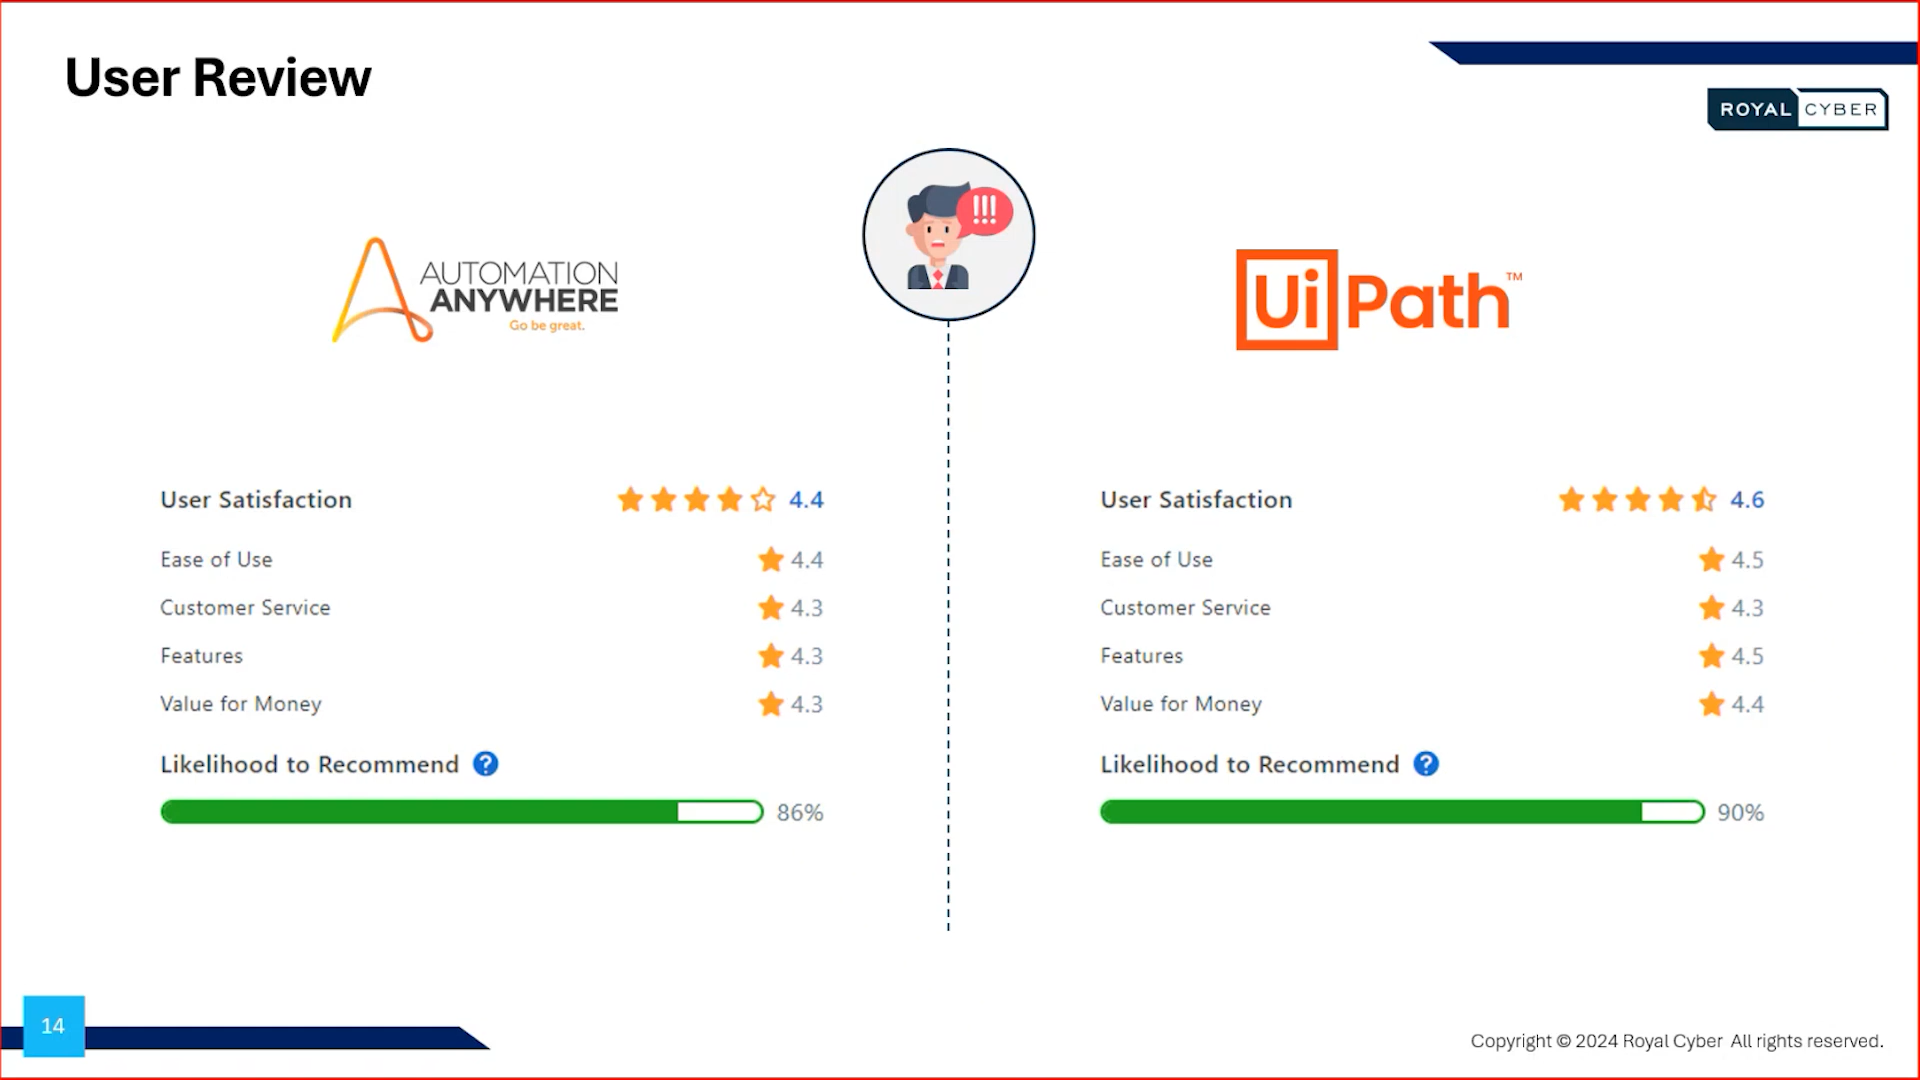 User Review
ROYAL CYBER
!!!
AUTOMATION
ANYWHERE
Go be great.
User Satisfaction 4.4
Ease of Use 4.4
Customer Service 4.3
Features 4.3
Value for Money 4.3
Likelihood to Recommend ?
86%
UiPath™
User Satisfaction 4.6
Ease of Use 4.5
Customer Service 4.3
Features 4.5
Value for Money 4.4
Likelihood to Recommend ?
90%
14
Copyright © 2024 Royal Cyber All rights reserved.